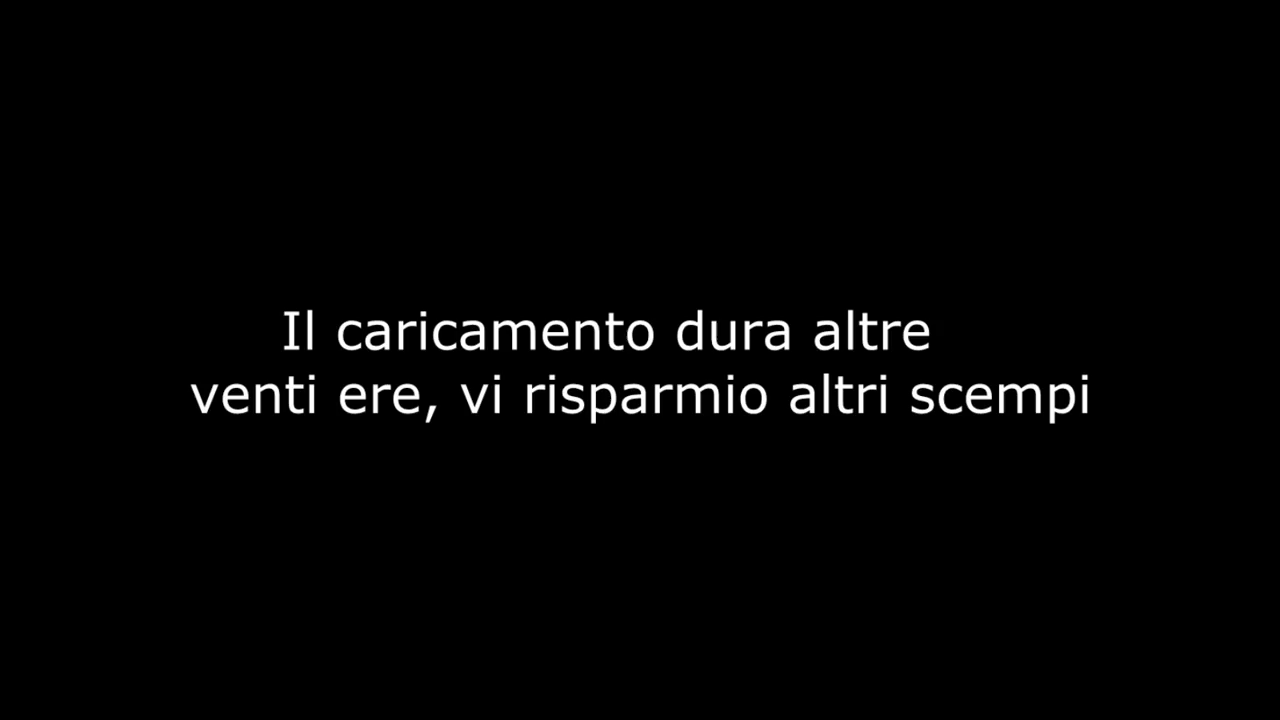 Il caricamento dura altre
venti ere, vi risparmio altri scempi